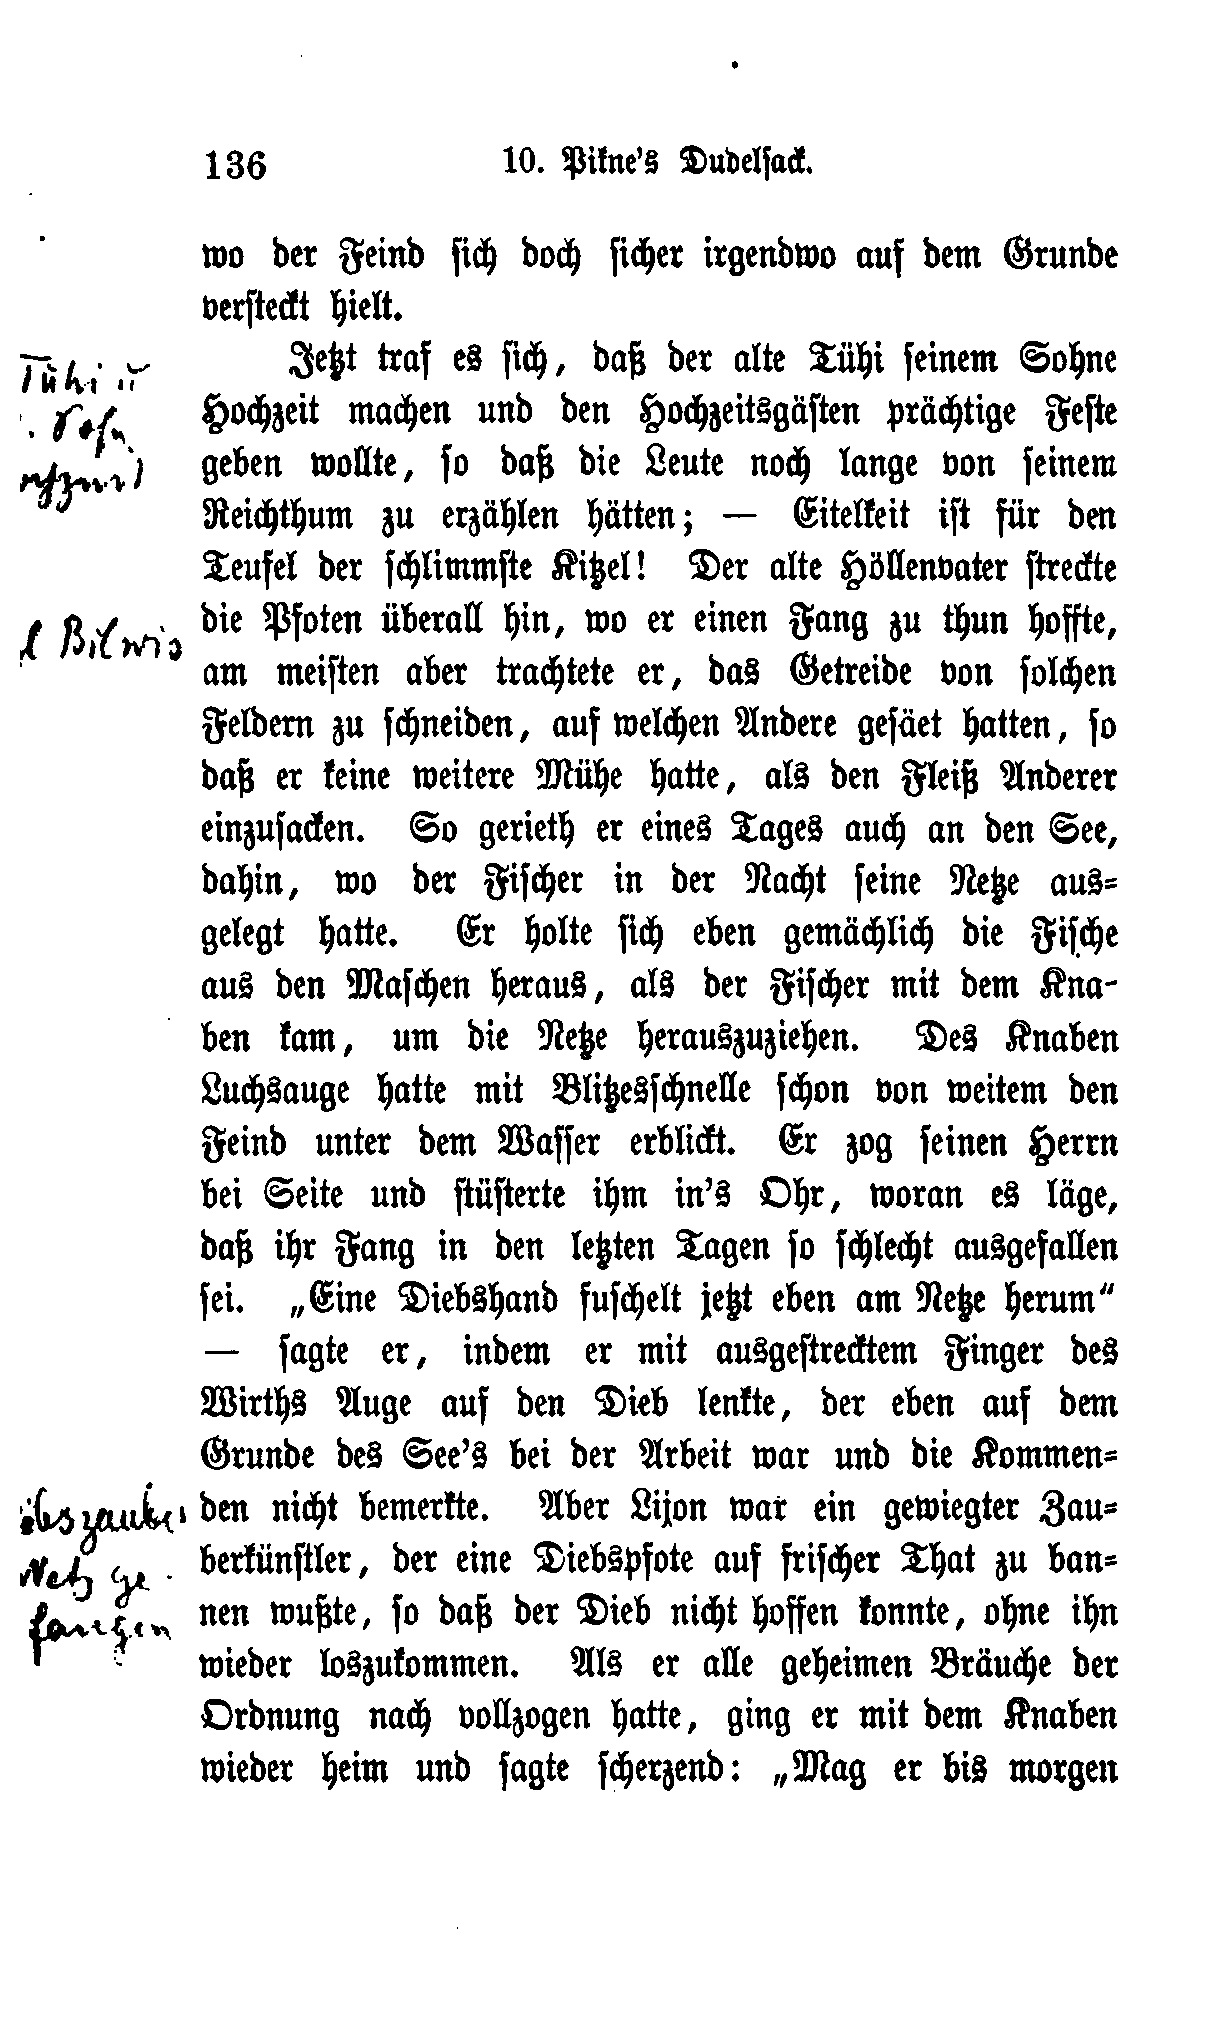 136
10. Pikne's Dudelsack.
wo der Feind sich doch sicher irgendwo auf dem Grunde
versteckt hielt.
Jetzt traf es sich, daß der alte Tühi seinem Sohne
Hochzeit machen und den Hochzeitsgästen prächtige Feste
geben wollte, so daß die Leute noch lange von seinem
Reichthum zu erzählen hätten; — Eitelkeit ist für den
Teufel der schlimmste Kitzel! Der alte Höllenvater streckte
die Pfoten überall hin, wo er einen Fang zu thun hoffte,
am meisten aber trachtete er, das Getreide von solchen
Feldern zu schneiden, auf welchen Andere gesäet hatten, so
daß er keine weitere Mühe hatte, als den Fleiß Anderer
einzusacken. So gerieth er eines Tages auch an den See,
dahin, wo der Fischer in der Nacht seine Netze aus-
gelegt hatte. Er holte sich eben gemächlich die Fische
aus den Maschen heraus, als der Fischer mit dem Kna-
ben kam, um die Netze herauszuziehen. Des Knaben
Luchsauge hatte mit Blitzesschnelle schon von weitem den
Feind unter dem Wasser erblickt. Er zog seinen Herrn
bei Seite und stüsterte ihm in's Ohr, woran es läge,
daß ihr Fang in den letzten Tagen so schlecht ausgefallen
sei. „Eine Diebshand fuschelt jetzt eben am Netze herum"
— sagte er, indem er mit ausgestrecktem Finger des
Wirths Auge auf den Dieb lenkte, der eben auf dem
Grunde des See's bei der Arbeit war und die Kommen-
den nicht bemerkte. Aber Lijon war ein gewiegter Zau-
berkünstler, der eine Diebspfote auf frischer That zu ban-
nen wußte, so daß der Dieb nicht hoffen konnte, ohne ihn
wieder loszukommen. Als er alle geheimen Bräuche der
Ordnung nach vollzogen hatte, ging er mit dem Knaben
wieder heim und sagte scherzend: „Mag er bis morgen
Tühi u
Bilwis
ebszaube
Netz ge
fangen